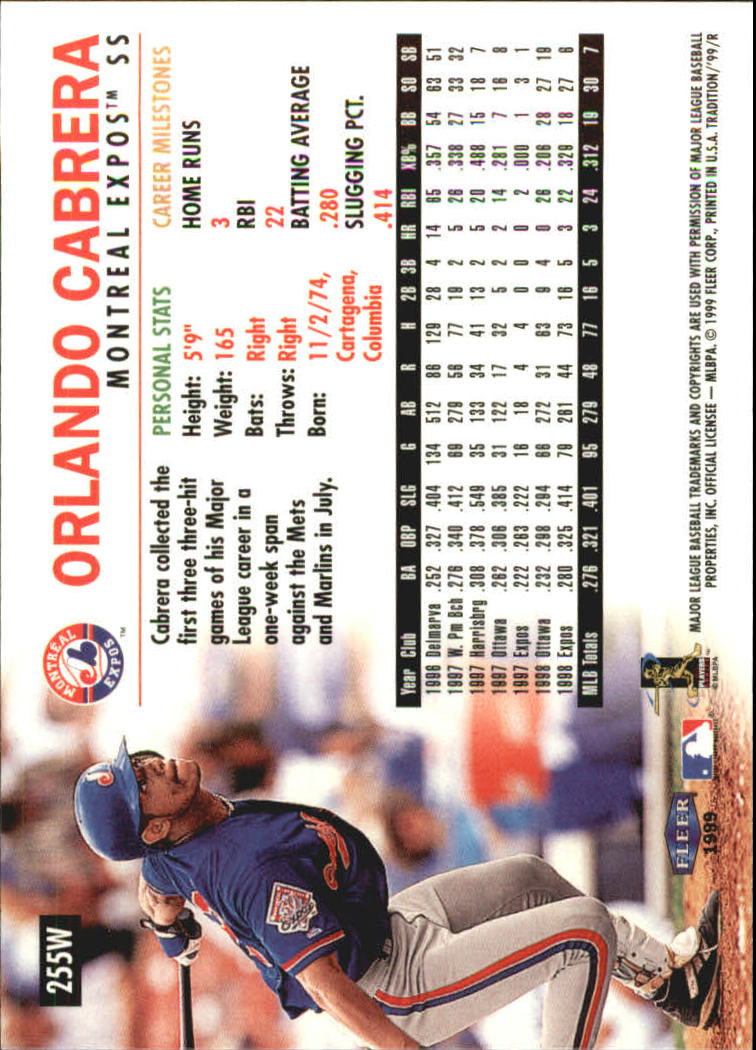 255W
MONTRÉAL
EXPOS
ORLANDO CABRERA
MONTREAL EXPOS™ SS
Cabrera collected the
first three three-hit
games of his Major
League career in a
one-week span
against the Mets
and Marlins in July.
PERSONAL STATS
Height: 5'9"
Weight: 165
Bats: Right
Throws: Right
Born: 11/2/74,
Cartagena,
Columbia
CAREER MILESTONES
HOME RUNS
3
RBI
22
BATTING AVERAGE
.280
SLUGGING PCT.
.414
Year Club BA OBP SLG G AB R H 2B 3B HR RBI XB% BB SO SB
1996 Delmarva .252 .327 .404 134 512 86 129 28 4 14 65 .357 54 63 51
1997 W. Pm Bch .276 .340 .412 69 279 56 77 19 2 5 26 .338 27 33 32
1997 Harrisbrg .308 .378 .549 35 133 34 41 13 2 5 20 .488 15 18 7
1997 Ottawa .262 .306 .385 31 122 17 32 5 2 2 14 .281 7 16 8
1997 Expos .222 .263 .222 16 18 4 4 0 0 0 2 .000 1 3 1
1998 Ottawa .232 .298 .294 66 272 31 63 9 4 0 26 .206 28 27 19
1998 Expos .280 .325 .414 79 261 44 73 16 5 3 22 .329 18 27 6
MLB Totals .276 .321 .401 95 279 48 77 16 5 3 24 .312 19 30 7
FLEER
1999
PLAYERS
© MLBPA
MAJOR LEAGUE BASEBALL TRADEMARKS AND COPYRIGHTS ARE USED WITH PERMISSION OF MAJOR LEAGUE BASEBALL
PROPERTIES, INC. OFFICIAL LICENSEE — MLBPA. © 1999 FLEER CORP., PRINTED IN U.S.A. TRADITION/'99/R